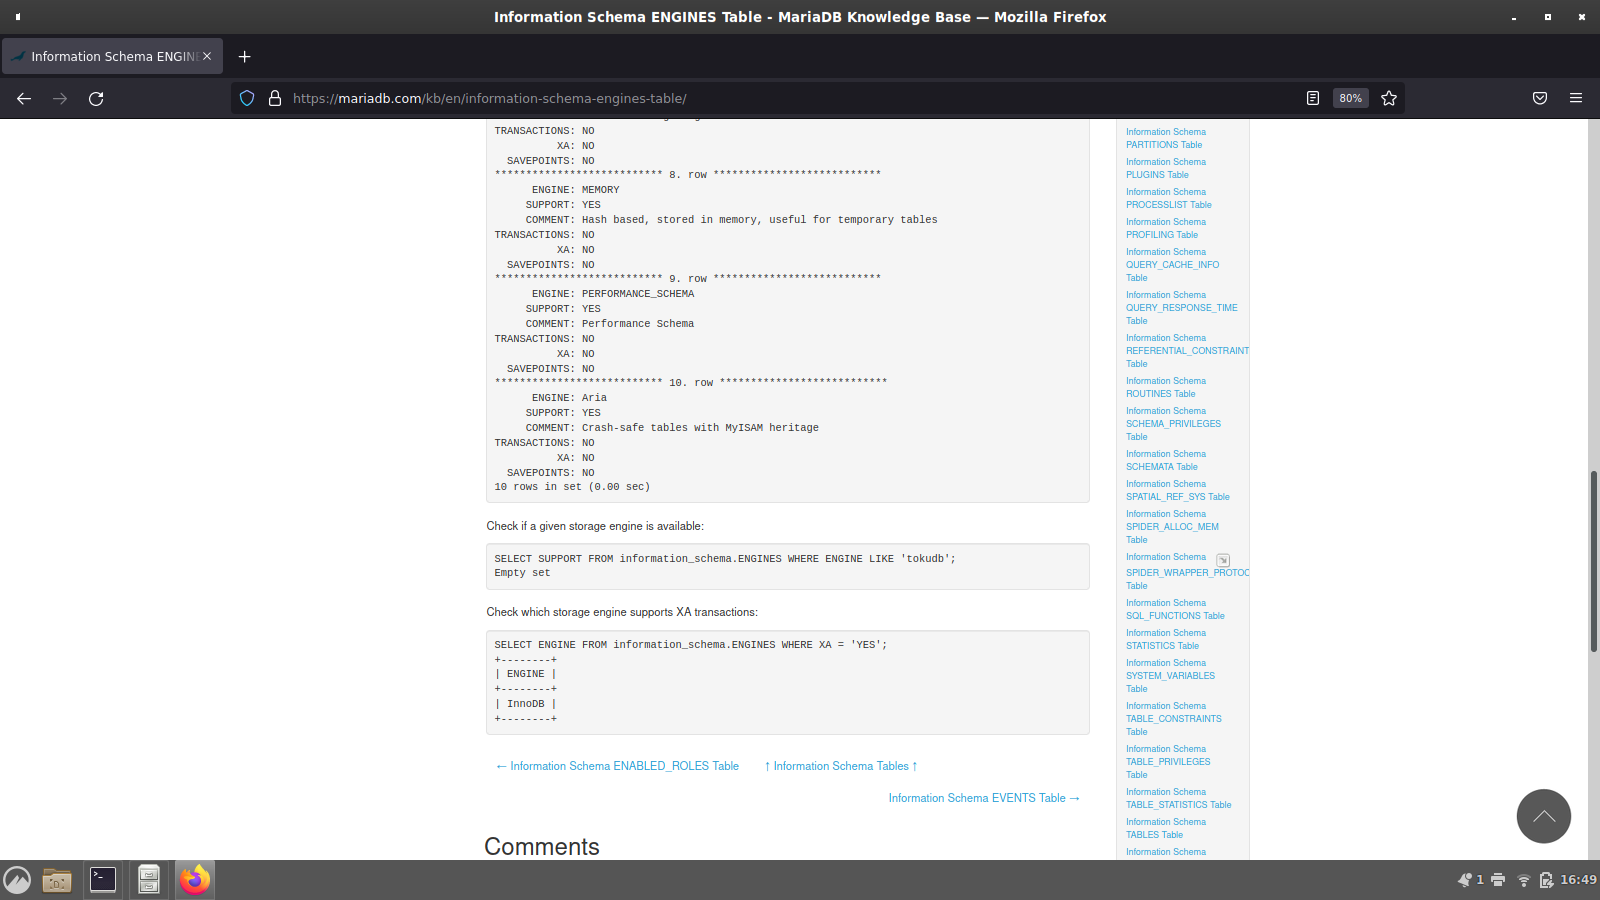 Information Schema ENGINES Table - MariaDB Knowledge Base — Mozilla Firefox
Information Schema ENGINE
https://mariadb.com/kb/en/information-schema-engines-table/
80%
TRANSACTIONS: NO
XA: NO
SAVEPOINTS: NO
*************************** 8. row ***************************
ENGINE: MEMORY
SUPPORT: YES
COMMENT: Hash based, stored in memory, useful for temporary tables
TRANSACTIONS: NO
XA: NO
SAVEPOINTS: NO
*************************** 9. row ***************************
ENGINE: PERFORMANCE_SCHEMA
SUPPORT: YES
COMMENT: Performance Schema
TRANSACTIONS: NO
XA: NO
SAVEPOINTS: NO
*************************** 10. row ***************************
ENGINE: Aria
SUPPORT: YES
COMMENT: Crash-safe tables with MyISAM heritage
TRANSACTIONS: NO
XA: NO
SAVEPOINTS: NO
10 rows in set (0.00 sec)
Check if a given storage engine is available:
SELECT SUPPORT FROM information_schema.ENGINES WHERE ENGINE LIKE 'tokudb';
Empty set
Check which storage engine supports XA transactions:
SELECT ENGINE FROM information_schema.ENGINES WHERE XA = 'YES';
+--------+
| ENGINE |
+--------+
| InnoDB |
+--------+
← Information Schema ENABLED_ROLES Table
↑ Information Schema Tables ↑
Information Schema EVENTS Table →
Comments
Information Schema
PARTITIONS Table
Information Schema
PLUGINS Table
Information Schema
PROCESSLIST Table
Information Schema
PROFILING Table
Information Schema
QUERY_CACHE_INFO
Table
Information Schema
QUERY_RESPONSE_TIME
Table
Information Schema
REFERENTIAL_CONSTRAINT
Table
Information Schema
ROUTINES Table
Information Schema
SCHEMA_PRIVILEGES
Table
Information Schema
SCHEMATA Table
Information Schema
SPATIAL_REF_SYS Table
Information Schema
SPIDER_ALLOC_MEM
Table
Information Schema
SPIDER_WRAPPER_PROTOC
Table
Information Schema
SQL_FUNCTIONS Table
Information Schema
STATISTICS Table
Information Schema
SYSTEM_VARIABLES
Table
Information Schema
TABLE_CONSTRAINTS
Table
Information Schema
TABLE_PRIVILEGES
Table
Information Schema
TABLE_STATISTICS Table
Information Schema
TABLES Table
Information Schema
1
16:49